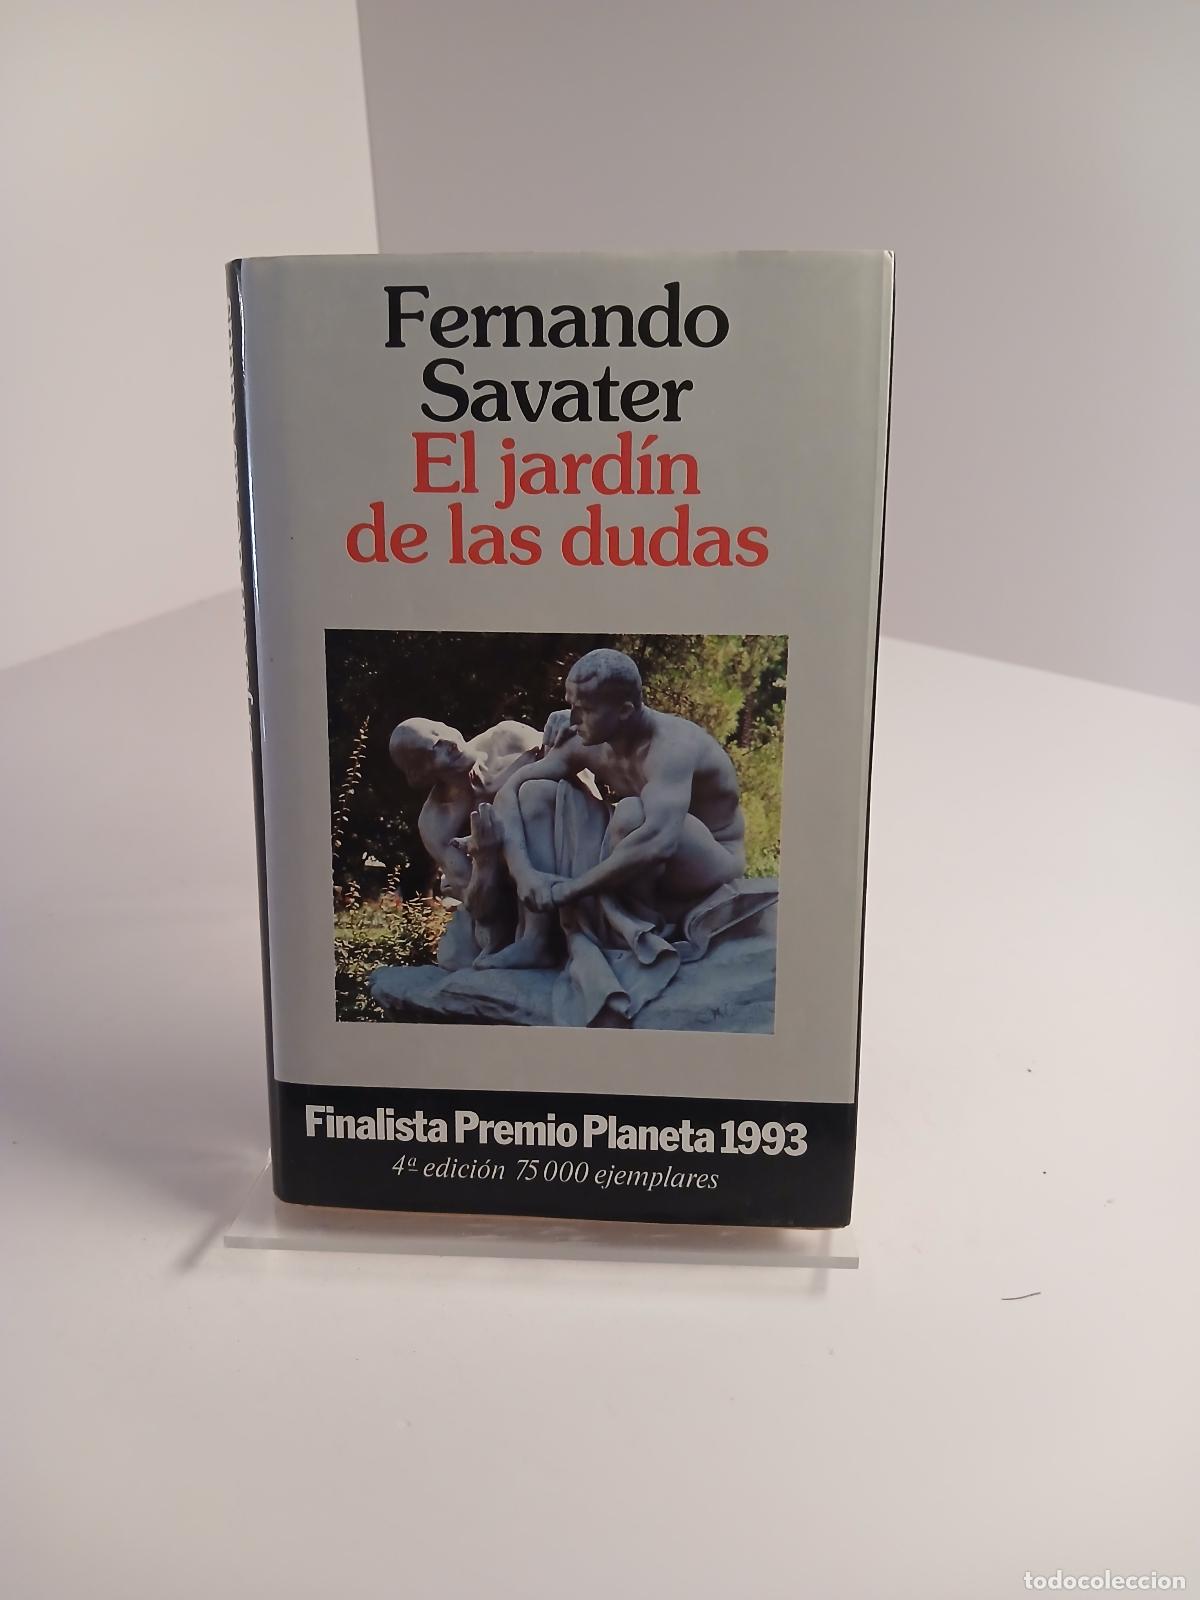 Fernando
Savater
El jardín
de las dudas
Finalista Premio Planeta 1993
4ª edición 75 000 ejemplares
todocoleccion